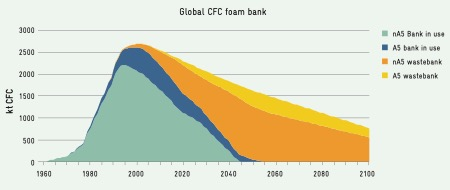 Global CFC foam bank
kt CFC
3000
2500
2000
1500
1000
500
0
1960 1980 2000 2020 2040 2060 2080 2100
nA5 Bank in use
A5 bank in use
nA5 wastebank
A5 wastebank